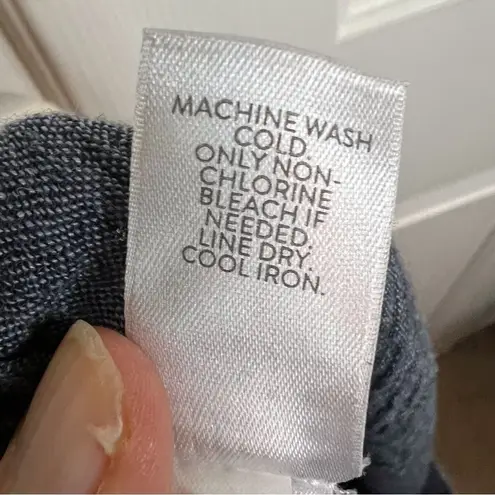 MACHINE WASH
COLD.
ONLY NON-
CHLORINE
BLEACH IF
NEEDED.
LINE DRY.
COOL IRON.